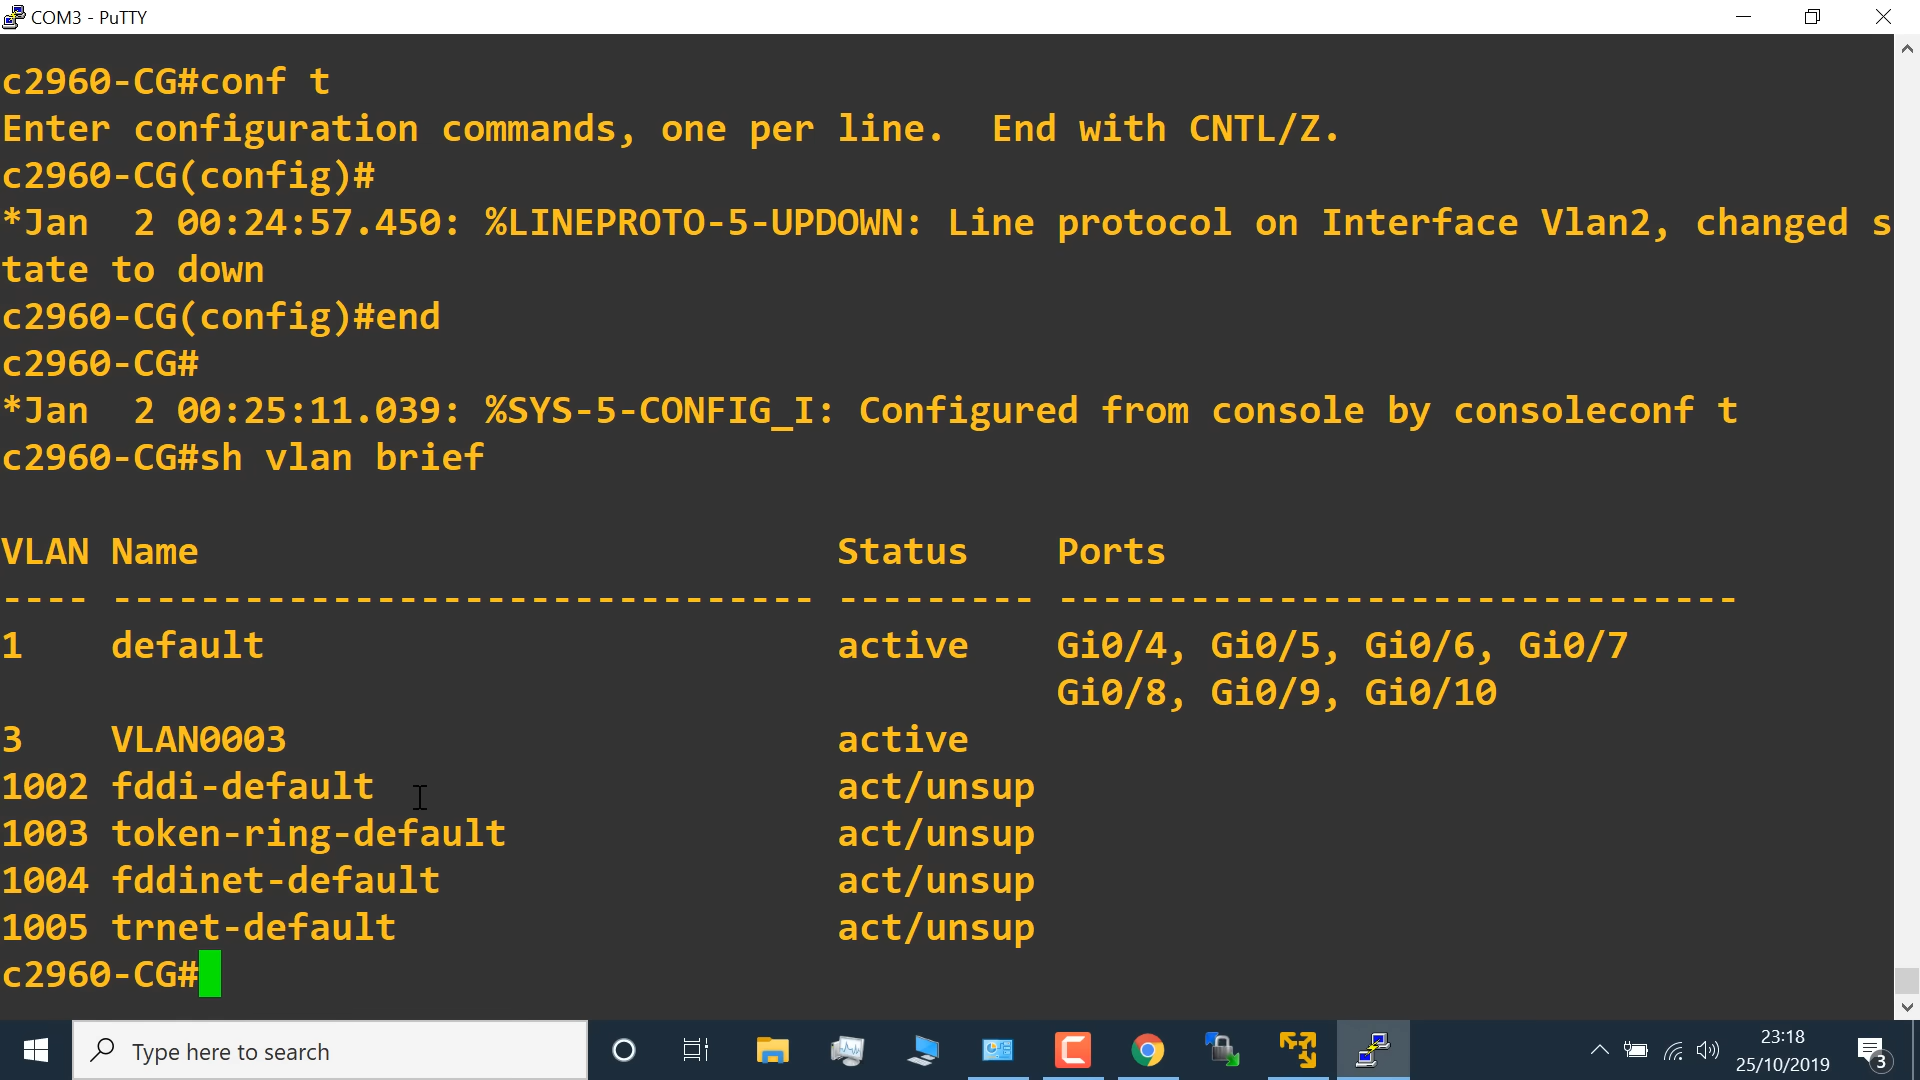 COM3 - PuTTY
c2960-CG#conf t
Enter configuration commands, one per line.  End with CNTL/Z.
c2960-CG(config)#
*Jan  2 00:24:57.450: %LINEPROTO-5-UPDOWN: Line protocol on Interface Vlan2, changed s
tate to down
c2960-CG(config)#end
c2960-CG#
*Jan  2 00:25:11.039: %SYS-5-CONFIG_I: Configured from console by consoleconf t
c2960-CG#sh vlan brief
VLAN Name                             Status    Ports
---- -------------------------------- --------- -------------------------------
1    default                          active    Gi0/4, Gi0/5, Gi0/6, Gi0/7
                                                Gi0/8, Gi0/9, Gi0/10
3    VLAN0003                         active
1002 fddi-default                     act/unsup
1003 token-ring-default               act/unsup
1004 fddinet-default                  act/unsup
1005 trnet-default                    act/unsup
c2960-CG#
Type here to search
23:18
25/10/2019
3